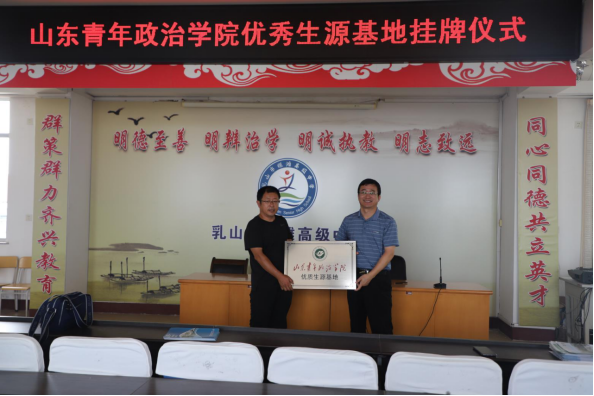 山东青年政治学院优秀生源基地挂牌仪式
明德至善 明辨治学 明诚执教 明志致远
群策群力齐兴教育
同心同德共立英才
乳山
高级中
山东青年政治学院
优质生源基地